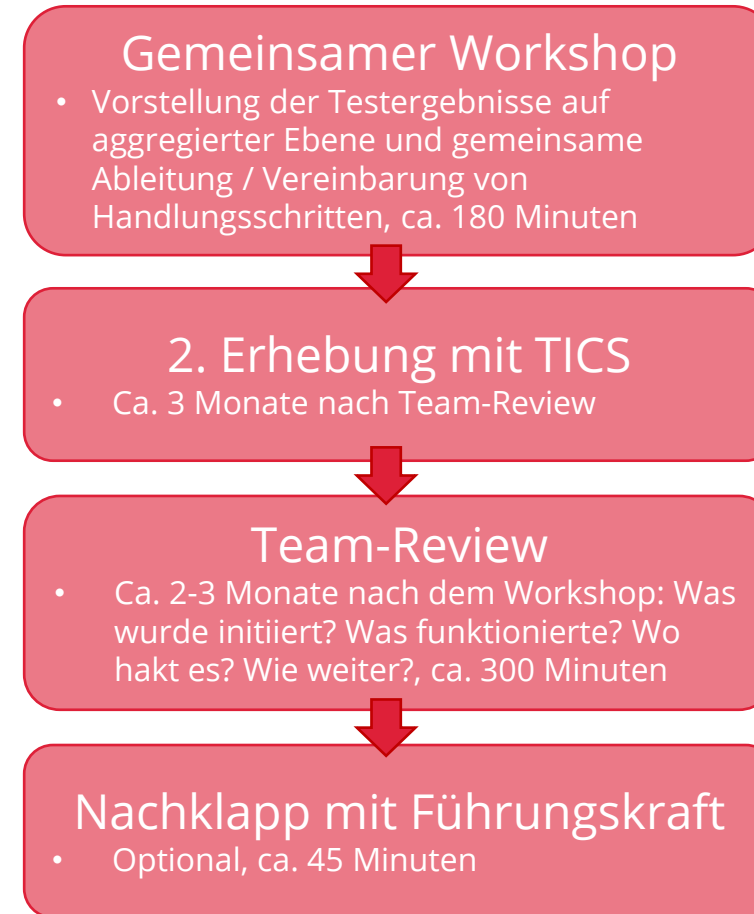 Gemeinsamer Workshop
• Vorstellung der Testergebnisse auf
aggregierter Ebene und gemeinsame
Ableitung / Vereinbarung von
Handlungsschritten, ca. 180 Minuten
2. Erhebung mit TICS
• Ca. 3 Monate nach Team-Review
Team-Review
• Ca. 2-3 Monate nach dem Workshop: Was
wurde initiiert? Was funktionierte? Wo
hakt es? Wie weiter?, ca. 300 Minuten
Nachklapp mit Führungskraft
• Optional, ca. 45 Minuten